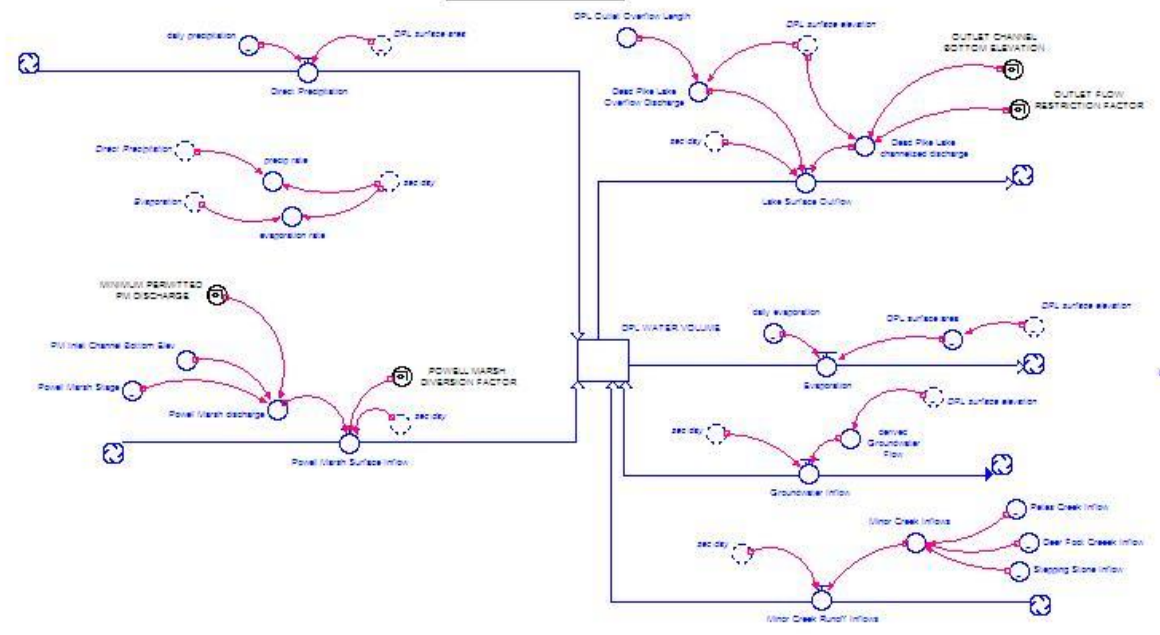 DPL Outlet Overflow Length
DPL surface elevation
daily precipitation
DPL surface area
OUTLET CHANNEL
BOTTOM ELEVATION
Direct Precipitation
Dead Pike Lake
Overflow Discharge
OUTLET FLOW
RESTRICTION FACTOR
sec day
Dead Pike Lake
channelized discharge
Direct Precipitation
precip rate
sec day
Evaporation
Lake Surface Outflow
evaporation rate
MINIMUM PERMITTED
PM DISCHARGE
daily evaporation
DPL surface elevation
DPL surface area
DPL WATER VOLUME
PM Inlet Channel Bottom Elev
POWELL MARSH
DIVERSION FACTOR
Powell Marsh Stage
Evaporation
Powell Marsh discharge
sec day
DPL surface elevation
sec day
derived
Groundwater
Flow
Powell Marsh Surface Inflow
Groundwater Inflow
Minor Creek Inflows
Pales Creek Inflow
sec day
Deer Foot Creeek Inflow
Stepping Stone Inflow
Minor Creek Runoff Inflows